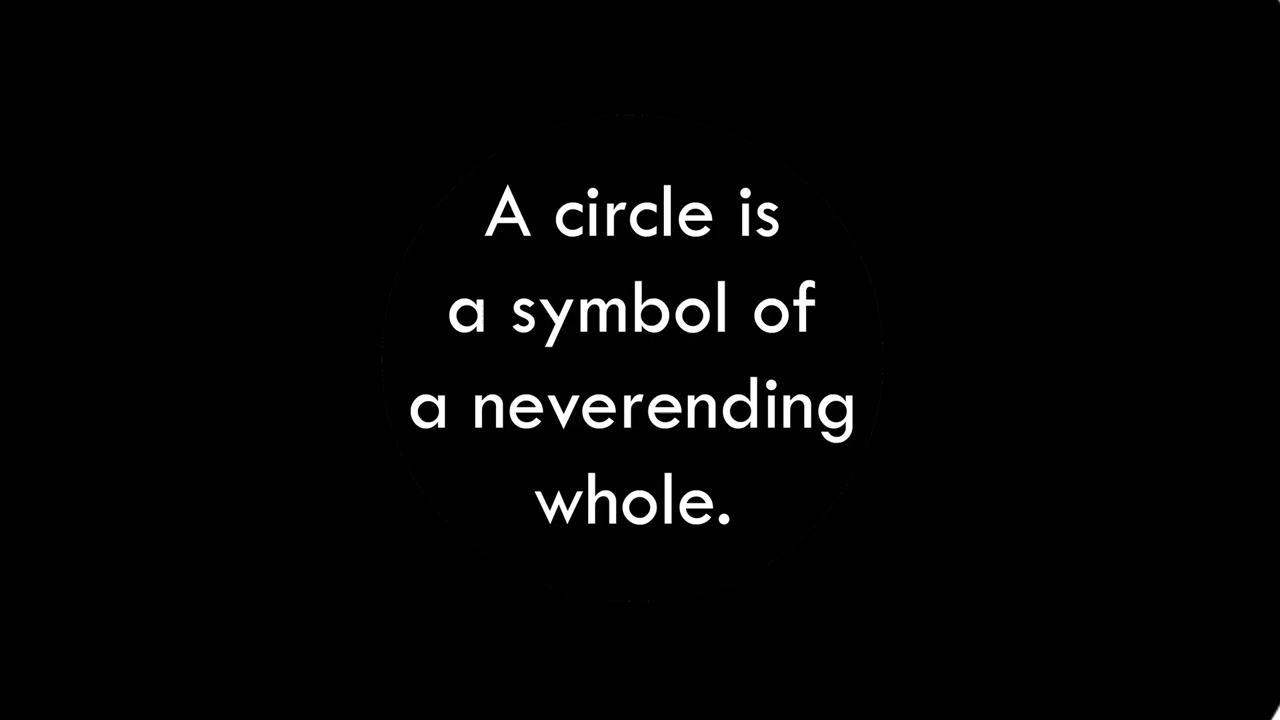 A circle is
a symbol of
a neverending
whole.